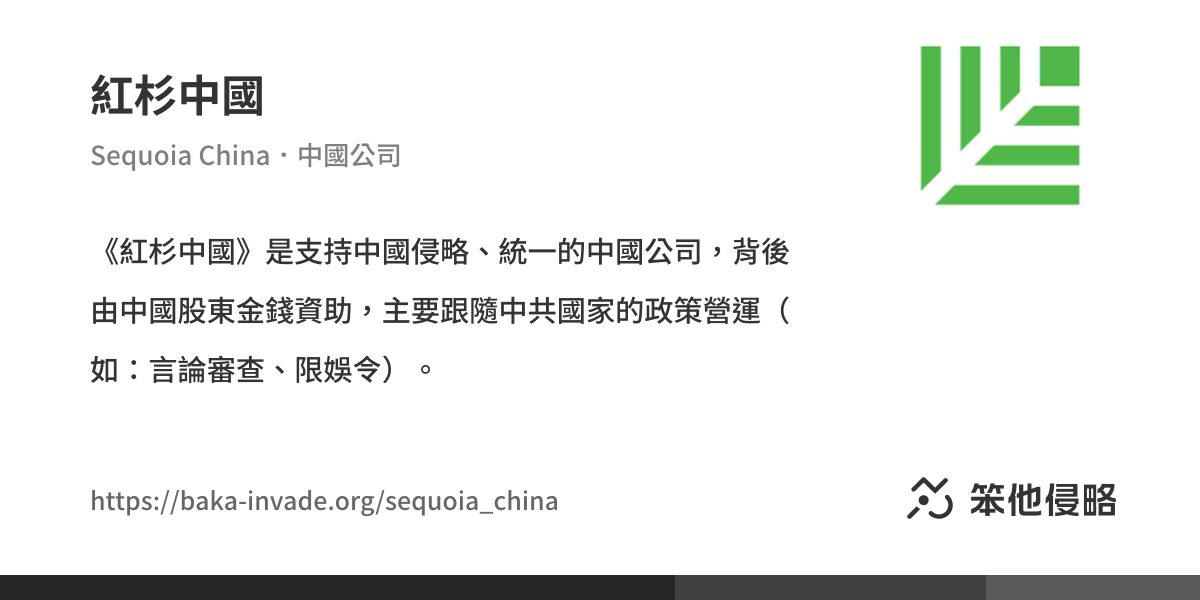 紅杉中國
Sequoia China・中國公司
《紅杉中國》是支持中國侵略、統一的中國公司，背後
由中國股東金錢資助，主要跟隨中共國家的政策營運（
如：言論審查、限娛令）。
https://baka-invade.org/sequoia_china
笨他侵略